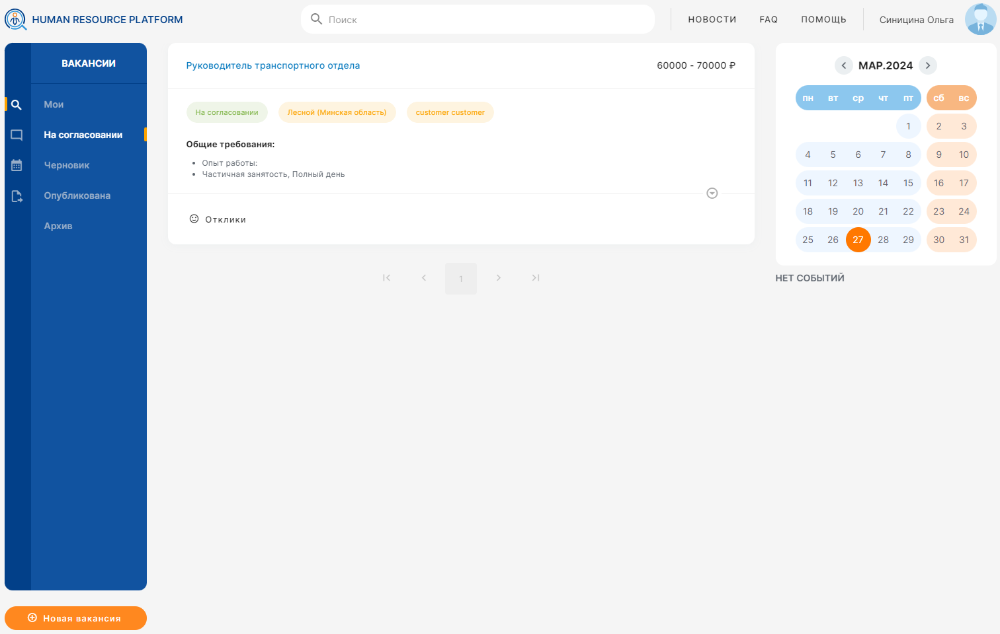 HUMAN RESOURCE PLATFORM
Поиск
НОВОСТИ
FAQ
ПОМОЩЬ
Синицина Ольга
ВАКАНСИИ
Мои
На согласовании
Черновик
Опубликована
Архив
Новая вакансия
Руководитель транспортного отдела
60000 - 70000 ₽
На согласовании
Лесной (Минская область)
customer customer
Общие требования:
Опыт работы:
Частичная занятость, Полный день
Отклики
1
МАР.2024
пн вт ср чт пт сб вс
1 2 3
4 5 6 7 8 9 10
11 12 13 14 15 16 17
18 19 20 21 22 23 24
25 26 27 28 29 30 31
НЕТ СОБЫТИЙ